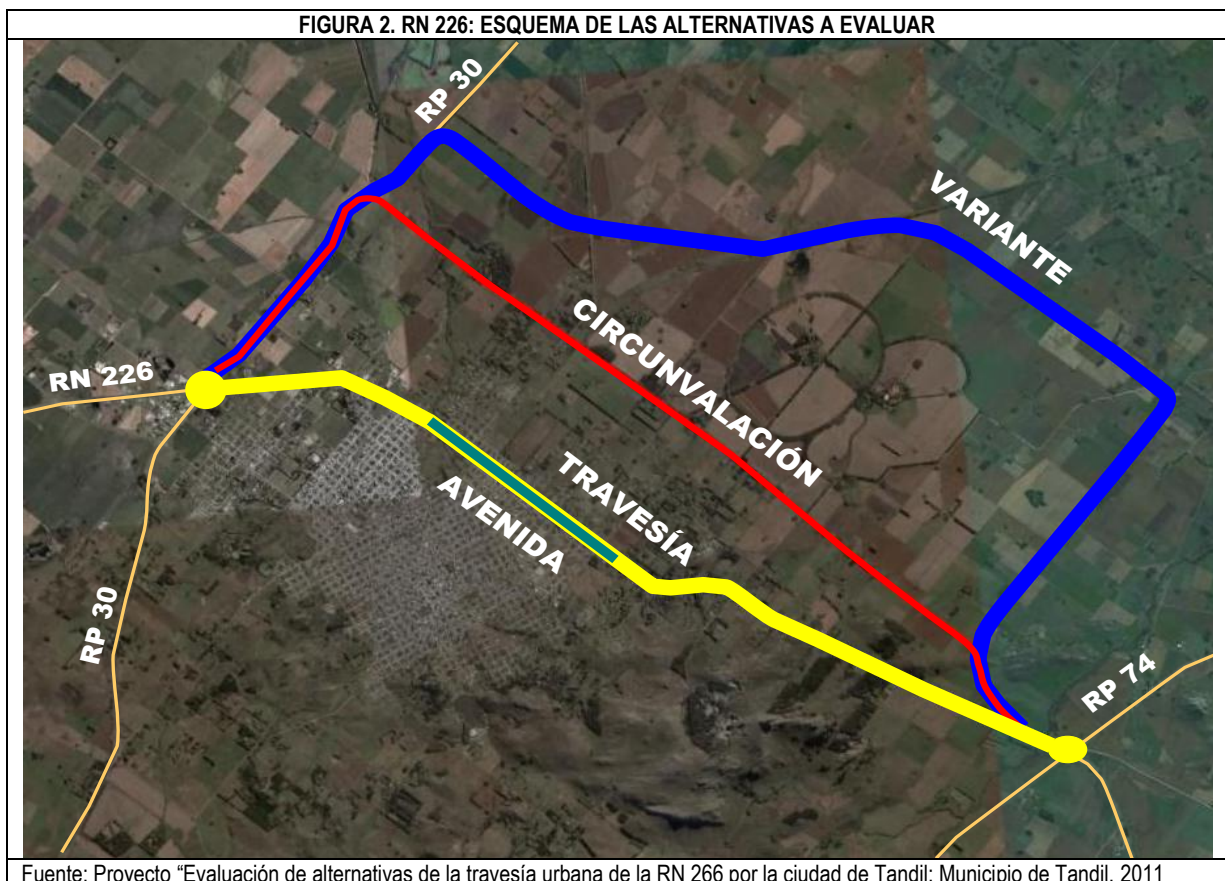 FIGURA 2. RN 226: ESQUEMA DE LAS ALTERNATIVAS A EVALUAR
RP 30
VARIANTE
CIRCUNVALACIÓN
RN 226
TRAVESÍA
AVENIDA
RP 30
RP 74
Fuente: Proyecto “Evaluación de alternativas de la travesía urbana de la RN 266 por la ciudad de Tandil; Municipio de Tandil, 2011